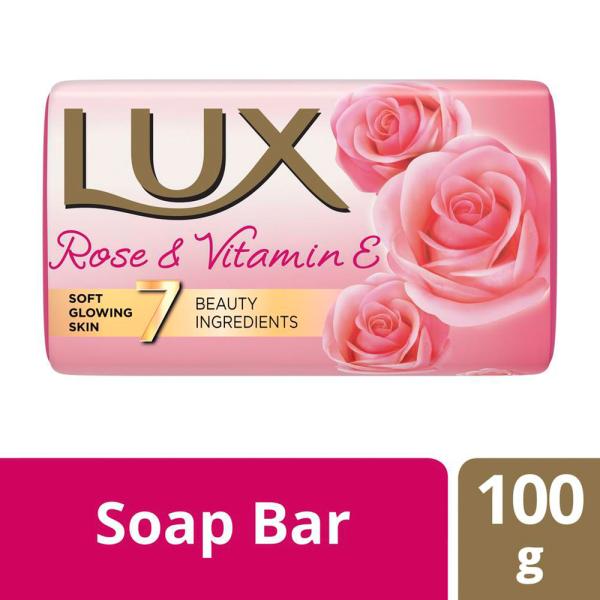 LUX
Rose & Vitamin E
SOFT
GLOWING
SKIN
7
BEAUTY
INGREDIENTS
Soap Bar
100
g